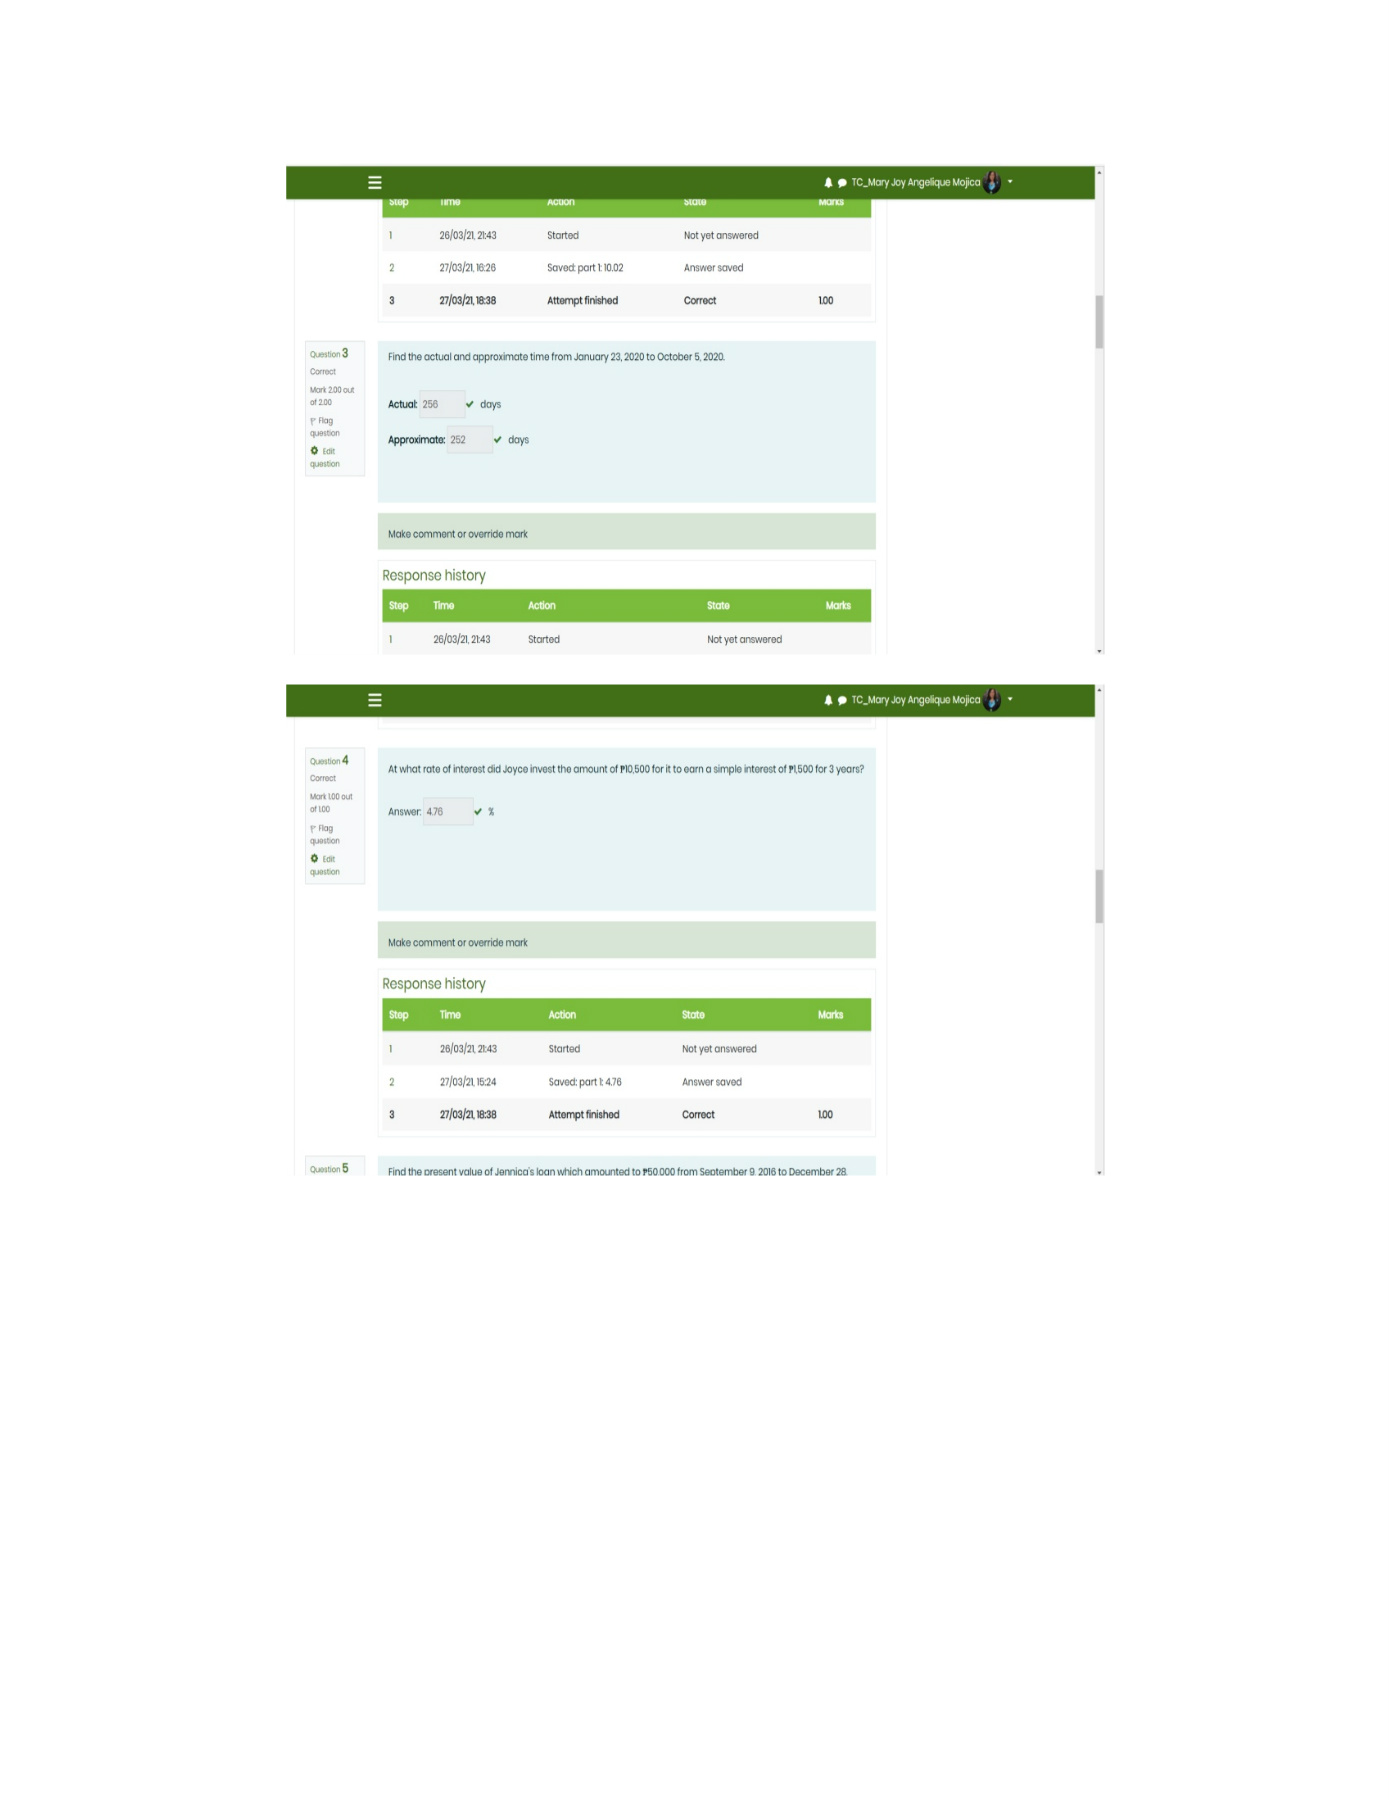 TC_Mary Joy Angelique Mojica
Step Time Action State Marks
1 26/03/21, 21:43 Started Not yet answered
2 27/03/21, 16:26 Saved: part 1: 10.02 Answer saved
3 27/03/21, 18:38 Attempt finished Correct 1.00
Question 3
Correct
Mark 2.00 out
of 2.00
Flag
question
Edit
question
Find the actual and approximate time from January 23, 2020 to October 5, 2020.
Actual: 256 days
Approximate: 252 days
Make comment or override mark
Response history
Step Time Action State Marks
1 26/03/21, 21:43 Started Not yet answered
TC_Mary Joy Angelique Mojica
Question 4
Correct
Mark 1.00 out
of 1.00
Flag
question
Edit
question
At what rate of interest did Joyce invest the amount of ₱10,500 for it to earn a simple interest of ₱1,500 for 3 years?
Answer: 4.76 %
Make comment or override mark
Response history
Step Time Action State Marks
1 26/03/21, 21:43 Started Not yet answered
2 27/03/21, 15:24 Saved: part 1: 4.76 Answer saved
3 27/03/21, 18:38 Attempt finished Correct 1.00
Question 5
Find the present value of Jennica's loan which amounted to ₱50,000 from September 9, 2016 to December 28,